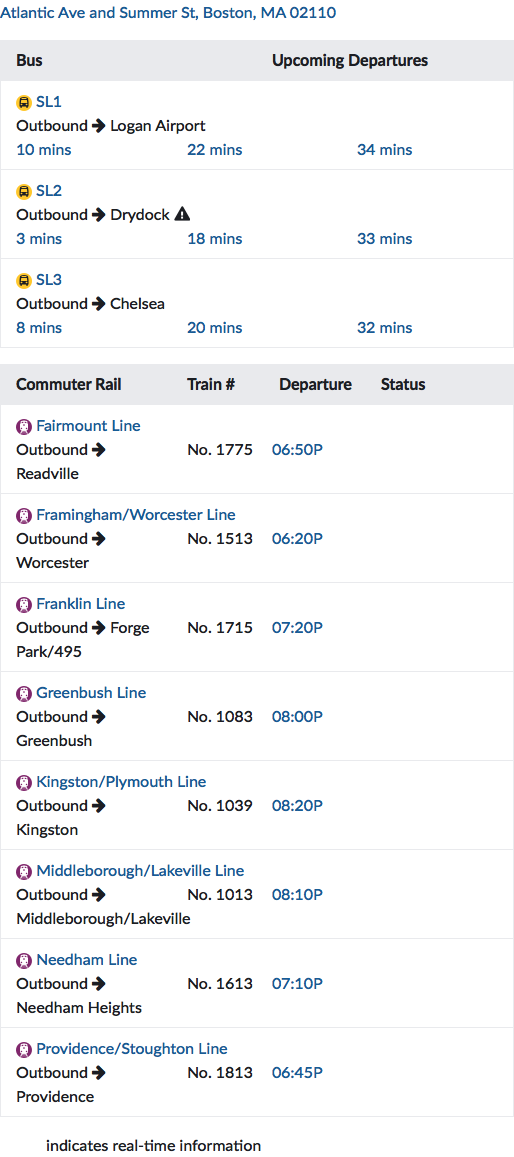 Atlantic Ave and Summer St, Boston, MA 02110
Bus Upcoming Departures
SL1
Outbound → Logan Airport
10 mins 22 mins 34 mins
SL2
Outbound → Drydock
3 mins 18 mins 33 mins
SL3
Outbound → Chelsea
8 mins 20 mins 32 mins
Commuter Rail Train # Departure Status
Fairmount Line
Outbound → No. 1775 06:50P
Readville
Framingham/Worcester Line
Outbound → No. 1513 06:20P
Worcester
Franklin Line
Outbound → Forge No. 1715 07:20P
Park/495
Greenbush Line
Outbound → No. 1083 08:00P
Greenbush
Kingston/Plymouth Line
Outbound → No. 1039 08:20P
Kingston
Middleborough/Lakeville Line
Outbound → No. 1013 08:10P
Middleborough/Lakeville
Needham Line
Outbound → No. 1613 07:10P
Needham Heights
Providence/Stoughton Line
Outbound → No. 1813 06:45P
Providence
indicates real-time information